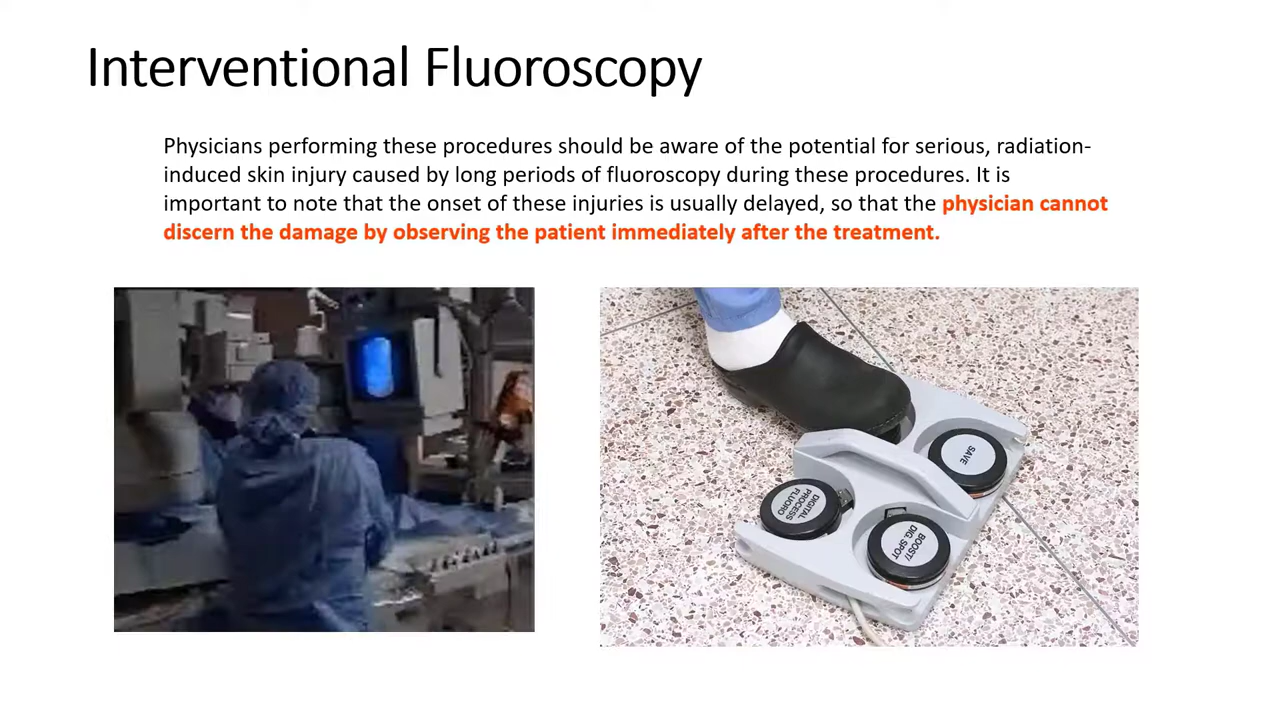 Interventional Fluoroscopy
Physicians performing these procedures should be aware of the potential for serious, radiation-
induced skin injury caused by long periods of fluoroscopy during these procedures. It is
important to note that the onset of these injuries is usually delayed, so that the physician cannot
discern the damage by observing the patient immediately after the treatment.
SAVE
DIGITAL
PROCESS
FLUORO
BOOST/
DIG. SPOT